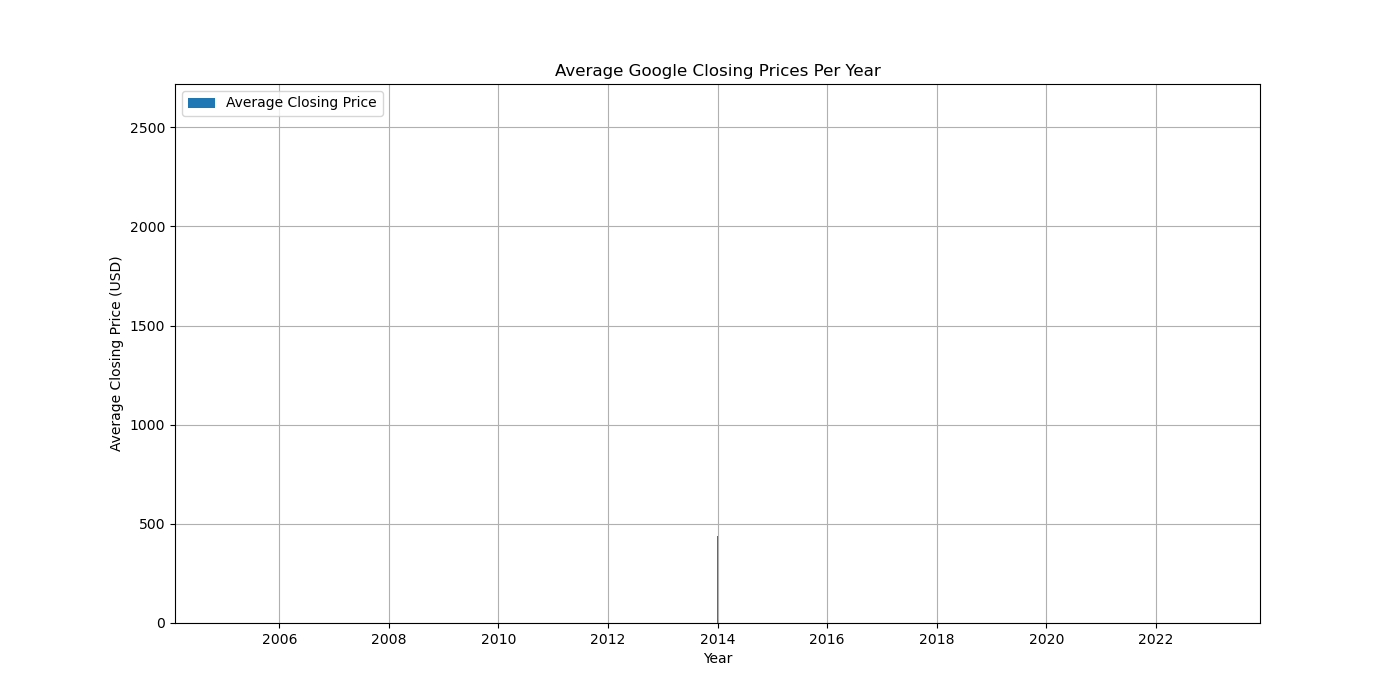 Average Google Closing Prices Per Year
Average Closing Price
2500
2000
1500
1000
500
0
Average Closing Price (USD)
2006 2008 2010 2012 2014 2016 2018 2020 2022
Year